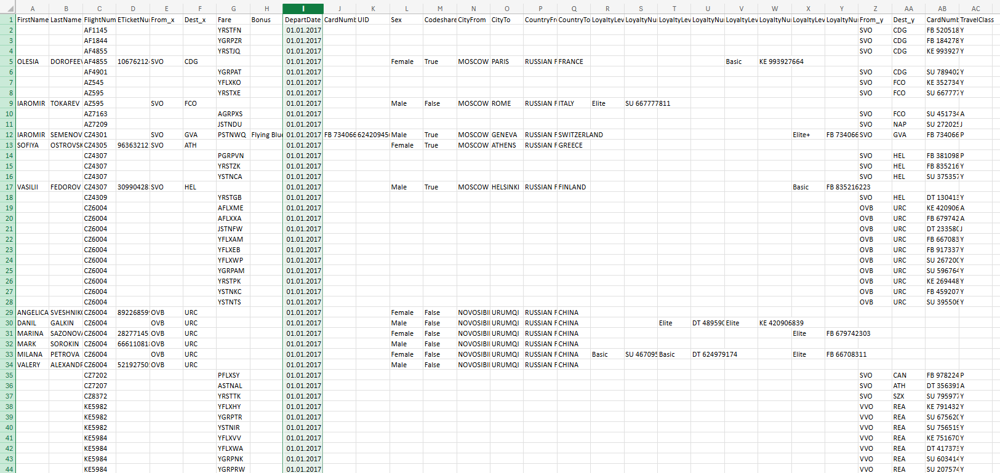 A B C D E F G H I J K L M N O P Q R S T U V W X Y Z AA AB AC
1 FirstName LastName FlightNum ETicketNu From_x Dest_x Fare Bonus DepartDate CardNumb UID Sex Codeshare CityFrom CityTo CountryFr CountryTo LoyaltyLev LoyaltyNu LoyaltyLev LoyaltyNu LoyaltyLev LoyaltyNu LoyaltyLev LoyaltyNu From_y Dest_y CardNumb TravelClass
2 AF1145 YRSTFN 01.01.2017 SVO CDG FB 520518 Y
3 AF1844 YGRPZR 01.01.2017 SVO CDG FB 184278 Y
4 AF4855 YRSTJQ 01.01.2017 SVO CDG KE 993927 Y
5 OLESIA DOROFEEV AF4855 106762124 SVO CDG 01.01.2017 Female True MOSCOW PARIS RUSSIAN F FRANCE Basic KE 993927664
6 AF4901 YGRPAT 01.01.2017 SVO CDG SU 789402 Y
7 AZ545 YFLXKO 01.01.2017 SVO FCO KE 352734 Y
8 AZ595 YRSTXE 01.01.2017 SVO FCO SU 667777 Y
9 IAROMIR TOKAREV AZ595 SVO FCO 01.01.2017 Male False MOSCOW ROME RUSSIAN F ITALY Elite SU 667777811
10 AZ7163 AGRPXS 01.01.2017 SVO FCO SU 451734 A
11 AZ7209 JSTNDU 01.01.2017 SVO NAP SU 272025 J
12 IAROMIR SEMENOV CZ4301 SVO GVA PSTNWQ Flying Blue 01.01.2017 FB 734066 624209456 Male True MOSCOW GENEVA RUSSIAN F SWITZERLAND Elite+ FB 734066 SVO GVA FB 734066 P
13 SOFIYA OSTROVSK CZ4305 96363212 SVO ATH 01.01.2017 Female True MOSCOW ATHENS RUSSIAN F GREECE
14 CZ4307 PGRPVN 01.01.2017 SVO HEL FB 381098 P
15 CZ4307 YRSTZK 01.01.2017 SVO HEL FB 835216 Y
16 CZ4307 YSTNCA 01.01.2017 SVO HEL SU 375357 Y
17 VASILII FEDOROV CZ4307 30990428 SVO HEL 01.01.2017 Male True MOSCOW HELSINKI RUSSIAN F FINLAND Basic FB 835216223
18 CZ4309 YRSTGB 01.01.2017 SVO HEL DT 130413 Y
19 CZ6004 AFLXME 01.01.2017 OVB URC KE 420906 A
20 CZ6004 AFLXXA 01.01.2017 OVB URC FB 679742 A
21 CZ6004 JSTNFW 01.01.2017 OVB URC DT 233580 J
22 CZ6004 YFLXAM 01.01.2017 OVB URC FB 667083 Y
23 CZ6004 YFLXEB 01.01.2017 OVB URC FB 917337 Y
24 CZ6004 YFLXWP 01.01.2017 OVB URC SU 267200 Y
25 CZ6004 YGRPAM 01.01.2017 OVB URC SU 596764 Y
26 CZ6004 YRSTPK 01.01.2017 OVB URC KE 269448 Y
27 CZ6004 YSTNKC 01.01.2017 OVB URC FB 459207 Y
28 CZ6004 YSTNTS 01.01.2017 OVB URC SU 395506 Y
29 ANGELICA SVESHNIK CZ6004 89226859 OVB URC 01.01.2017 Female False NOVOSIBI URUMQI RUSSIAN F CHINA
30 DANIL GALKIN CZ6004 OVB URC 01.01.2017 Male False NOVOSIBI URUMQI RUSSIAN F CHINA Elite DT 489590 Elite KE 420906839
31 MARINA SAZONOVA CZ6004 28277145 OVB URC 01.01.2017 Female False NOVOSIBI URUMQI RUSSIAN F CHINA Elite FB 679742303
32 MARK SOROKIN CZ6004 66611081 OVB URC 01.01.2017 Male False NOVOSIBI URUMQI RUSSIAN F CHINA
33 MILANA PETROVA CZ6004 OVB URC 01.01.2017 Female False NOVOSIBI URUMQI RUSSIAN F CHINA Basic SU 467095 Basic DT 624979174 Elite FB 66708311
34 VALERY ALEXANDR CZ6004 52192750 OVB URC 01.01.2017 Male False NOVOSIBI URUMQI RUSSIAN F CHINA
35 CZ7202 PFLXSY 01.01.2017 SVO CAN FB 978224 P
36 CZ7207 ASTNAL 01.01.2017 SVO ATH DT 356391 A
37 CZ8372 YRSTTK 01.01.2017 SVO SZX SU 795977 Y
38 KE5982 YFLXHY 01.01.2017 VVO REA KE 791432 Y
39 KE5982 YGRPTR 01.01.2017 VVO REA SU 675620 Y
40 KE5982 YSTNIR 01.01.2017 VVO REA SU 756519 Y
41 KE5984 YFLXVV 01.01.2017 VVO REA KE 751670 Y
42 KE5984 YFLXWA 01.01.2017 VVO REA DT 417373 Y
43 KE5984 YGRPNK 01.01.2017 VVO REA SU 603414 Y
44 KE5984 YGRPRW 01.01.2017 VVO REA SU 207574 Y